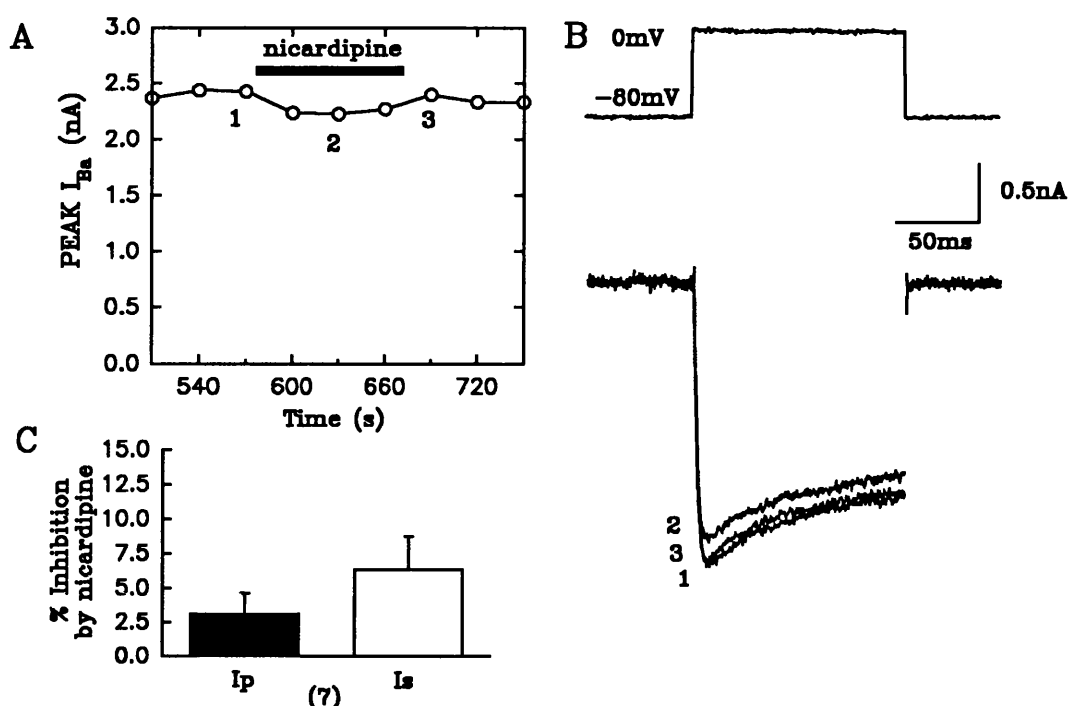 A
PEAK I_Ba (nA)
3.0
2.5
2.0
1.5
1.0
0.5
0.0
nicardipine
1
2
3
540 600 660 720
Time (s)
B
0mV
−80mV
0.5nA
50ms
2
3
1
C
% Inhibition
by nicardipine
15.0
12.5
10.0
7.5
5.0
2.5
0.0
Ip Is
(7)